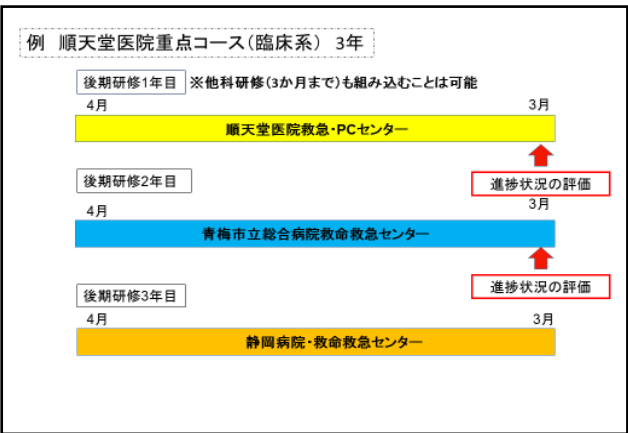 例　順天堂医院重点コース(臨床系)　3年
後期研修1年目 ※他科研修(3か月まで)も組み込むことは可能
4月 3月
順天堂医院救急・PCセンター
進捗状況の評価
後期研修2年目
4月 3月
青梅市立総合病院救命救急センター
進捗状況の評価
後期研修3年目
4月 3月
静岡病院・救命救急センター